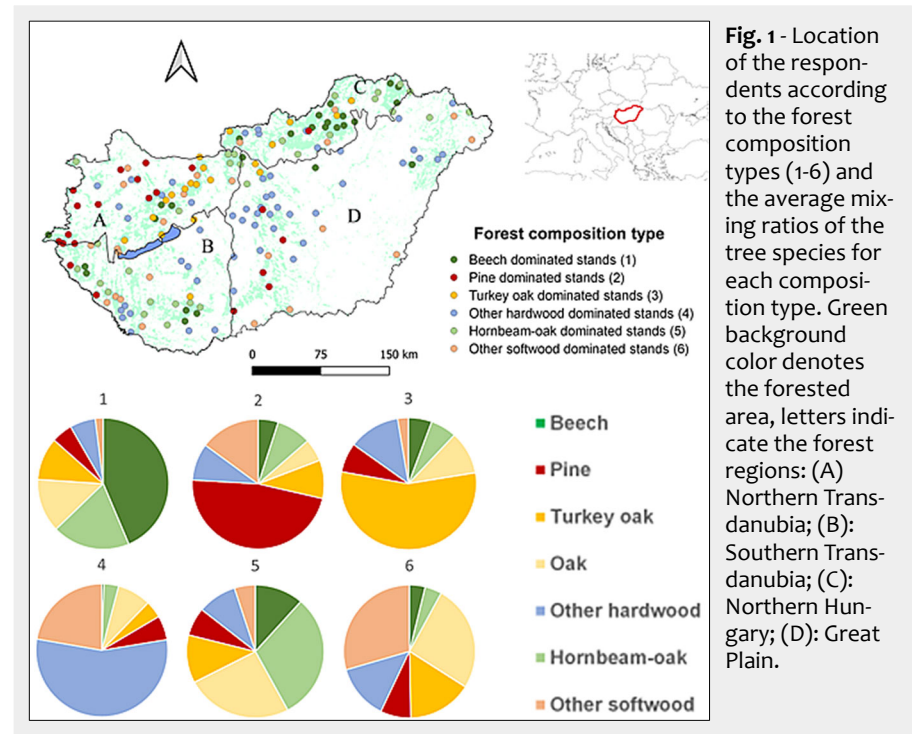 C
A
B
D
Forest composition type
Beech dominated stands (1)
Pine dominated stands (2)
Turkey oak dominated stands (3)
Other hardwood dominated stands (4)
Hornbeam-oak dominated stands (5)
Other softwood dominated stands (6)
0 75 150 km
1 2 3
4 5 6
Beech
Pine
Turkey oak
Oak
Other hardwood
Hornbeam-oak
Other softwood
Fig. 1 - Location
of the respon-
dents according
to the forest
composition
types (1-6) and
the average mix-
ing ratios of the
tree species for
each composi-
tion type. Green
background
color denotes
the forested
area, letters indi-
cate the forest
regions: (A)
Northern Trans-
danubia; (B):
Southern Trans-
danubia; (C):
Northern Hun-
gary; (D): Great
Plain.